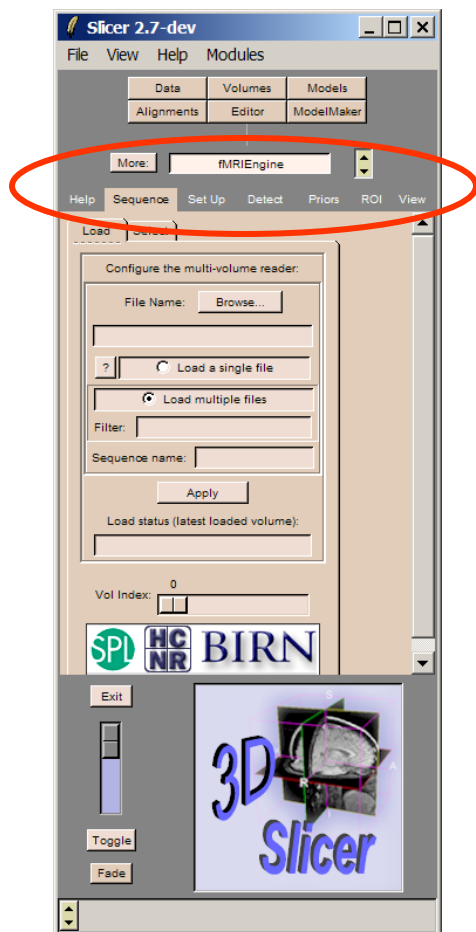 Slicer 2.7-dev
File View Help Modules
Data Volumes Models
Alignments Editor ModelMaker
More: fMRIEngine
Help Sequence Set Up Detect Priors ROI View
Load Select
Configure the multi-volume reader:
File Name: Browse...
? Load a single file
Load multiple files
Filter:
Sequence name:
Apply
Load status (latest loaded volume):
0
Vol Index:
SPL HC NR BIRN
Exit
S
A
R
I
3D
Slicer
Toggle
Fade